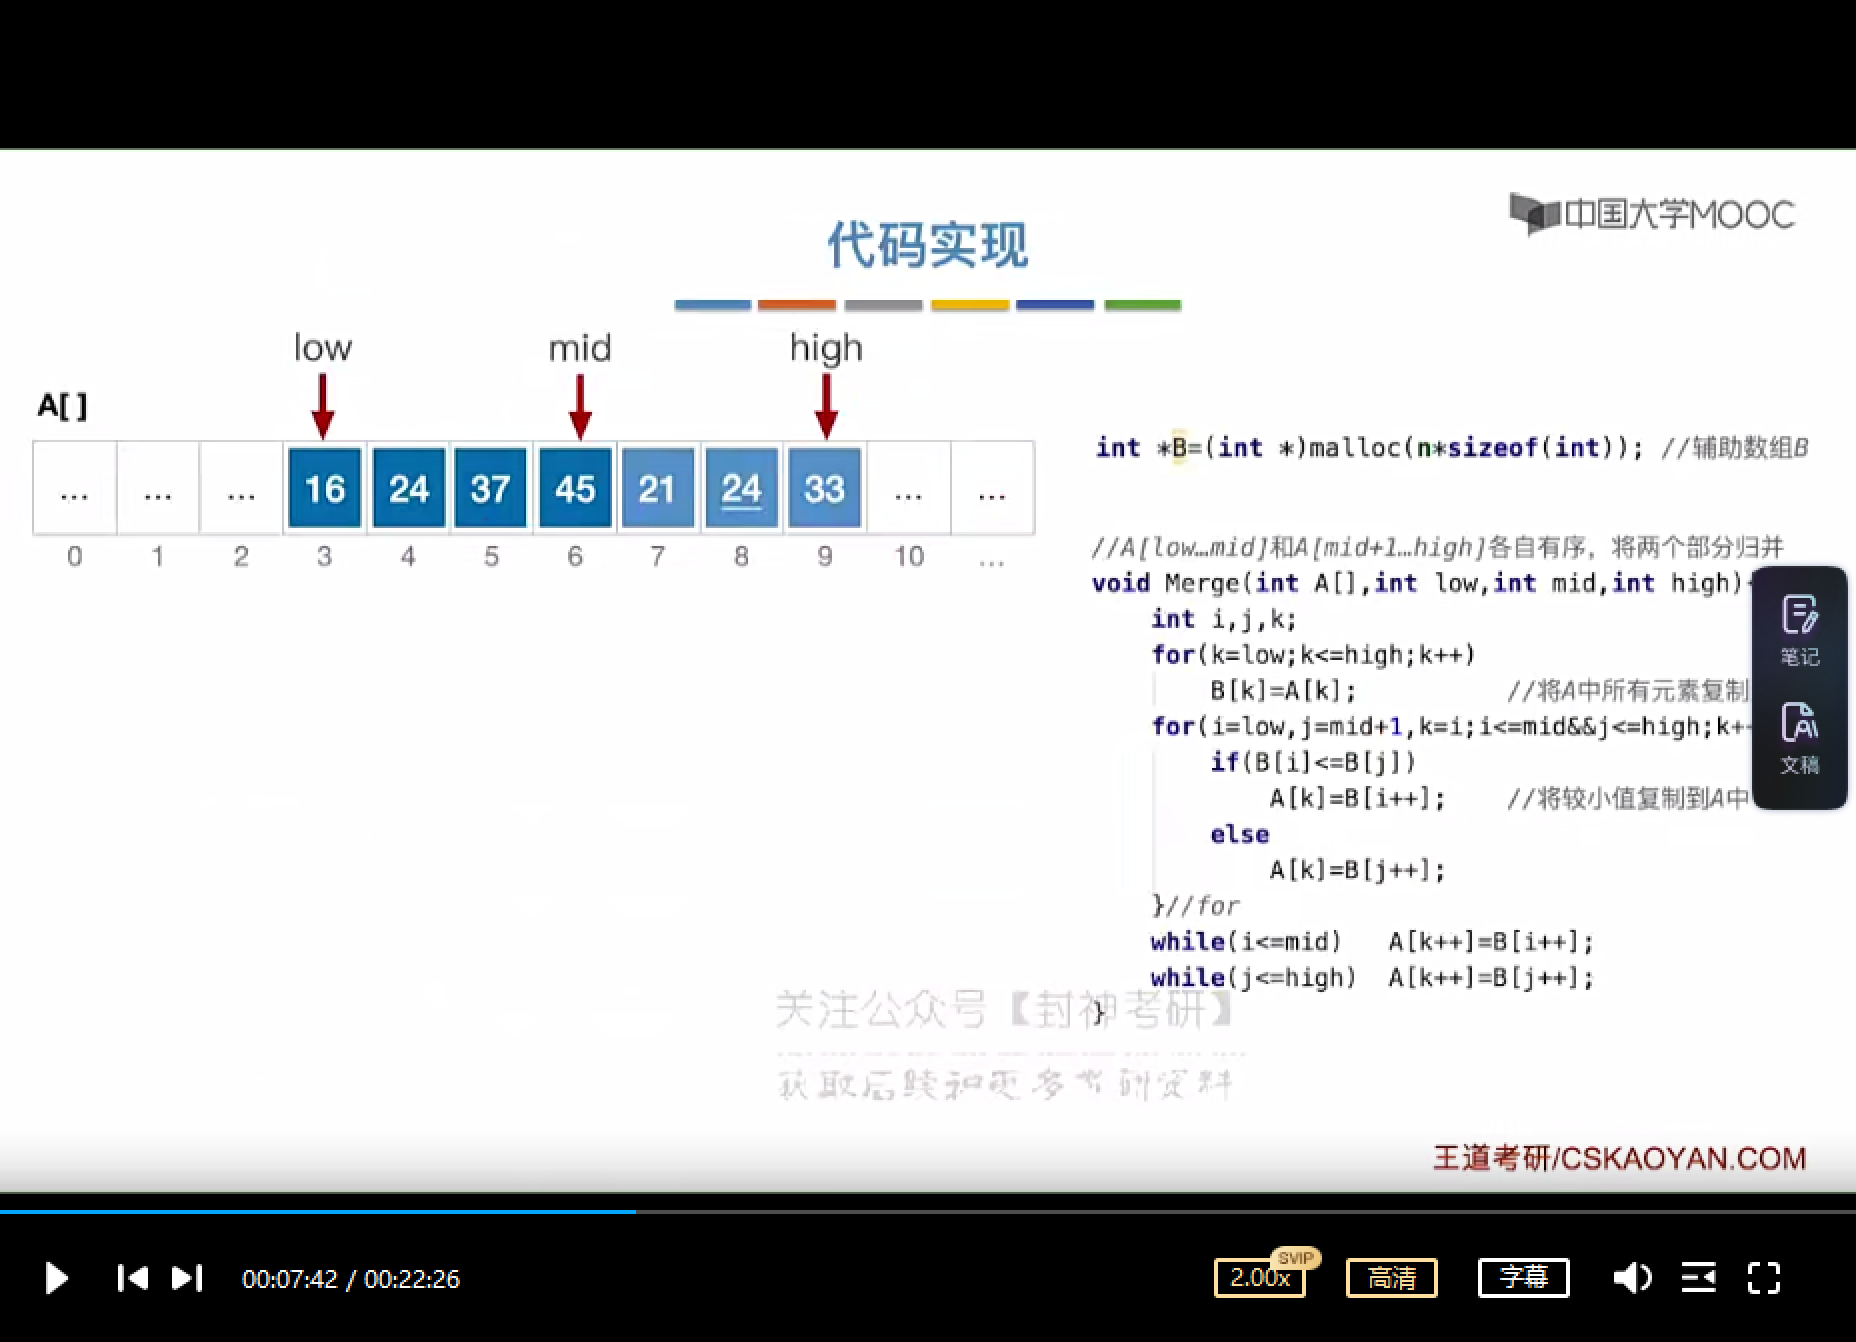 中国大学MOOC
代码实现
low mid high
A[ ]
... ... ... 16 24 37 45 21 24 33 ... ...
0 1 2 3 4 5 6 7 8 9 10 ...
int *B=(int *)malloc(n*sizeof(int)); //辅助数组B
//A[low…mid]和A[mid+1…high]各自有序，将两个部分归并
void Merge(int A[],int low,int mid,int high)
int i,j,k;
for(k=low;k<=high;k++)
B[k]=A[k]; //将A中所有元素复制
for(i=low,j=mid+1,k=i;i<=mid&&j<=high;k+
if(B[i]<=B[j])
A[k]=B[i++]; //将较小值复制到A中
else
A[k]=B[j++];
}//for
while(i<=mid) A[k++]=B[i++];
while(j<=high) A[k++]=B[j++];
}
关注公众号【封神考研】
获取后续和更多考研资料
王道考研/CSKAOYAN.COM
笔记
文稿
00:07:42 / 00:22:26
2.00x
SVIP
高清
字幕